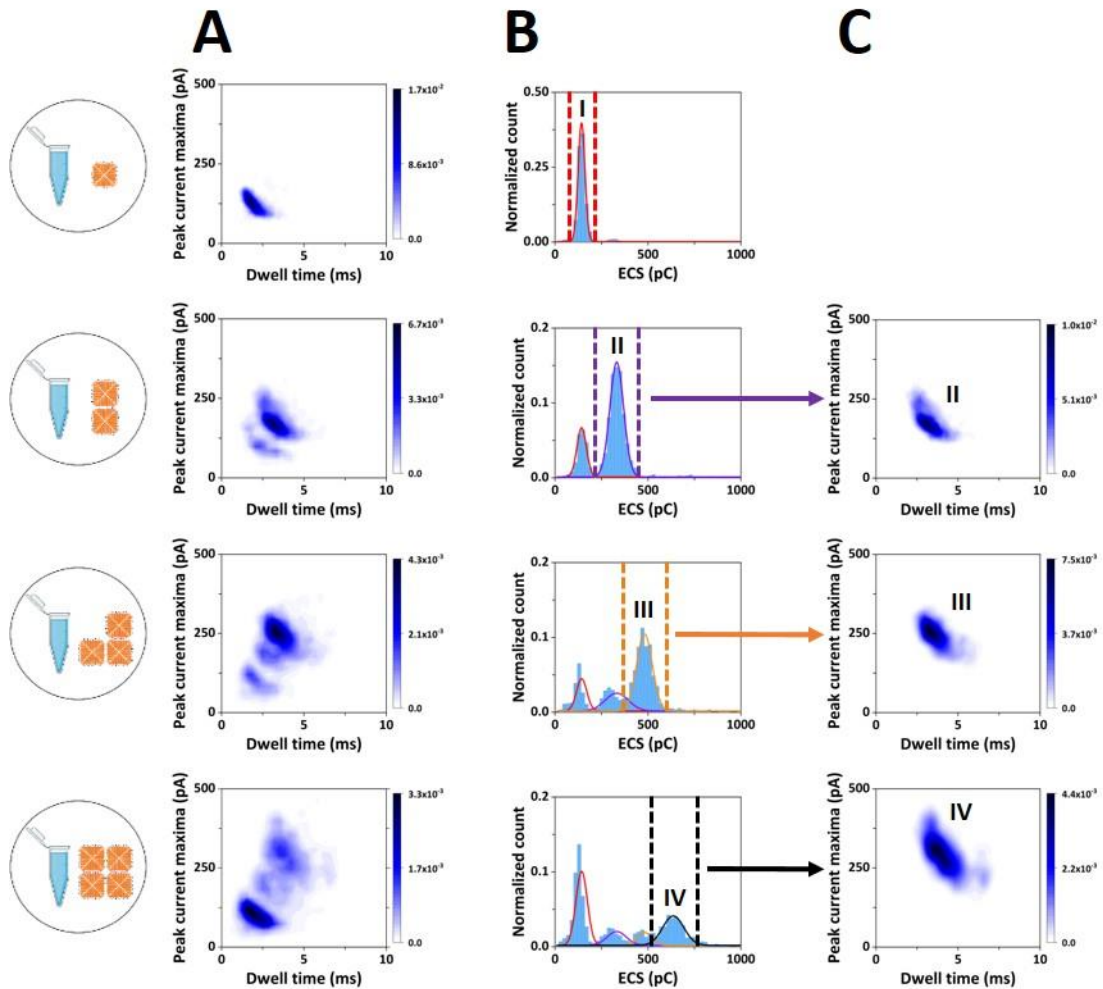 A
B
C
Peak current maxima (pA)
500
250
0
0
5
10
Dwell time (ms)
1.7x10⁻²
8.6x10⁻³
0.0
Normalized count
0.50
0.25
0.00
0
500
1000
ECS (pC)
I
Peak current maxima (pA)
500
250
0
0
5
10
Dwell time (ms)
6.7x10⁻³
3.3x10⁻³
0.0
Normalized count
0.2
0.1
0.0
0
500
1000
ECS (pC)
II
Peak current maxima (pA)
500
250
0
0
5
10
Dwell time (ms)
II
1.0x10⁻²
5.1x10⁻³
0.0
Peak current maxima (pA)
500
250
0
0
5
10
Dwell time (ms)
4.3x10⁻³
2.1x10⁻³
0.0
Normalized count
0.2
0.1
0.0
0
500
1000
ECS (pC)
III
Peak current maxima (pA)
500
250
0
0
5
10
Dwell time (ms)
III
7.5x10⁻³
3.7x10⁻³
0.0
Peak current maxima (pA)
500
250
0
0
5
10
Dwell time (ms)
3.3x10⁻³
1.7x10⁻³
0.0
Normalized count
0.2
0.1
0.0
0
500
1000
ECS (pC)
IV
Peak current maxima (pA)
500
250
0
0
5
10
Dwell time (ms)
IV
4.4x10⁻³
2.2x10⁻³
0.0